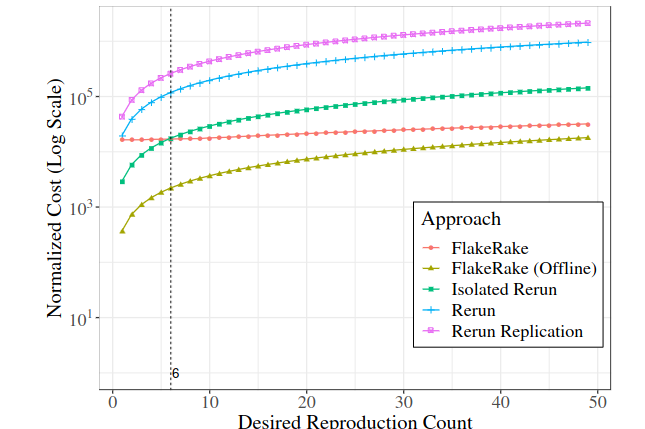 Normalized Cost (Log Scale)
10^5
10^3
10^1
6
0 10 20 30 40 50
Desired Reproduction Count
Approach
FlakeRake
FlakeRake (Offline)
Isolated Rerun
Rerun
Rerun Replication